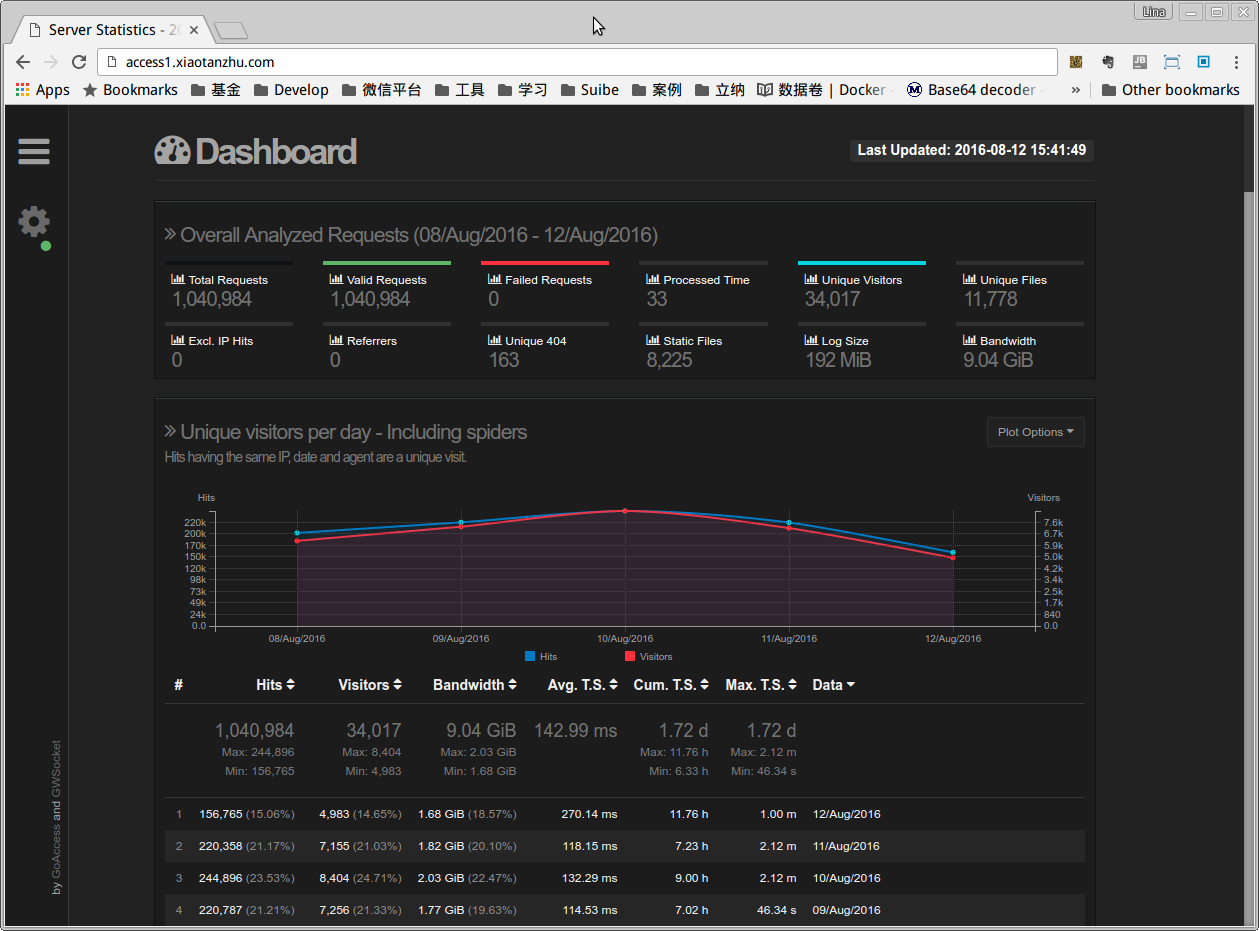 Lina
Server Statistics - 20
access1.xiaotanzhu.com
Apps Bookmarks 基金 Develop 微信平台 工具 学习 Suibe 案例 立纳 数据卷 | Docker Base64 decoder » Other bookmarks
Dashboard
Last Updated: 2016-08-12 15:41:49
Overall Analyzed Requests (08/Aug/2016 - 12/Aug/2016)
Total Requests Valid Requests Failed Requests Processed Time Unique Visitors Unique Files
1,040,984 1,040,984 0 33 34,017 11,778
Excl. IP Hits Referrers Unique 404 Static Files Log Size Bandwidth
0 0 163 8,225 192 MiB 9.04 GiB
Unique visitors per day - Including spiders
Plot Options
Hits having the same IP, date and agent are a unique visit.
Hits Visitors
220k 7.6k
200k 6.7k
170k 5.9k
150k 5.0k
120k 4.2k
98k 3.4k
73k 2.5k
49k 1.7k
24k 840
0.0 0.0
08/Aug/2016 09/Aug/2016 10/Aug/2016 11/Aug/2016 12/Aug/2016
Hits Visitors
# Hits Visitors Bandwidth Avg. T.S. Cum. T.S. Max. T.S. Data
1,040,984 34,017 9.04 GiB 142.99 ms 1.72 d 1.72 d
Max: 244,896 Max: 8,404 Max: 2.03 GiB Max: 11.76 h Max: 2.12 m
Min: 156,765 Min: 4,983 Min: 1.68 GiB Min: 6.33 h Min: 46.34 s
1 156,765 (15.06%) 4,983 (14.65%) 1.68 GiB (18.57%) 270.14 ms 11.76 h 1.00 m 12/Aug/2016
2 220,358 (21.17%) 7,155 (21.03%) 1.82 GiB (20.10%) 118.15 ms 7.23 h 2.12 m 11/Aug/2016
3 244,896 (23.53%) 8,404 (24.71%) 2.03 GiB (22.47%) 132.29 ms 9.00 h 2.12 m 10/Aug/2016
4 220,787 (21.21%) 7,256 (21.33%) 1.77 GiB (19.63%) 114.53 ms 7.02 h 46.34 s 09/Aug/2016
by GoAccess and GWSocket